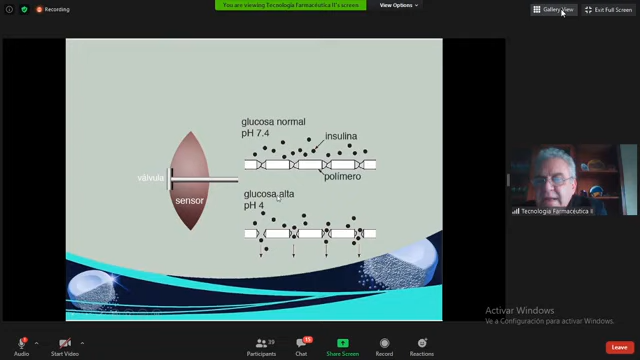 Recording
You are viewing Tecnología Farmacéutica II's screen
View Options
Gallery View
Exit Full Screen
glucosa normal
pH 7.4
insulina
válvula
polímero
sensor
glucosa alta
pH 4
Tecnología Farmacéutica II
Activar Windows
Ve a Configuración para activar Windows.
Audio
Start Video
39
Participants
Chat
Share Screen
Record
Reactions
Leave